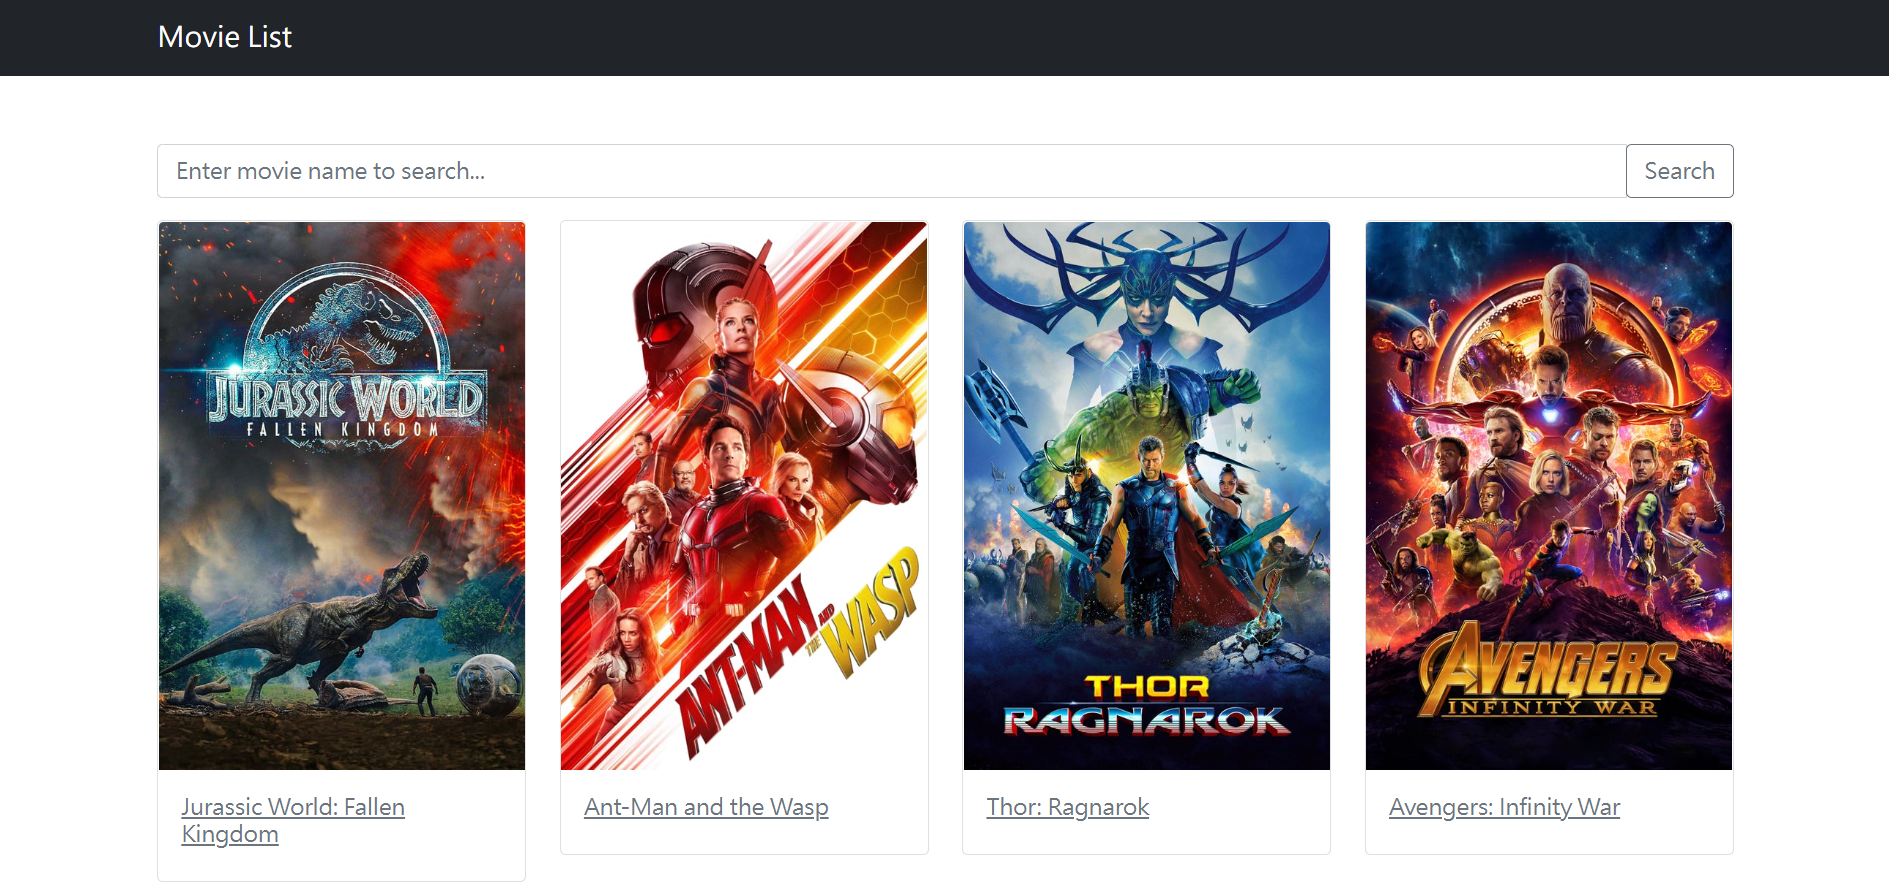 Movie List
Enter movie name to search...
Search
JURASSIC WORLD
FALLEN KINGDOM
ANT-MAN AND THE WASP
THOR
RAGNAROK
AVENGERS
INFINITY WAR
Jurassic World: Fallen
Kingdom
Ant-Man and the Wasp
Thor: Ragnarok
Avengers: Infinity War